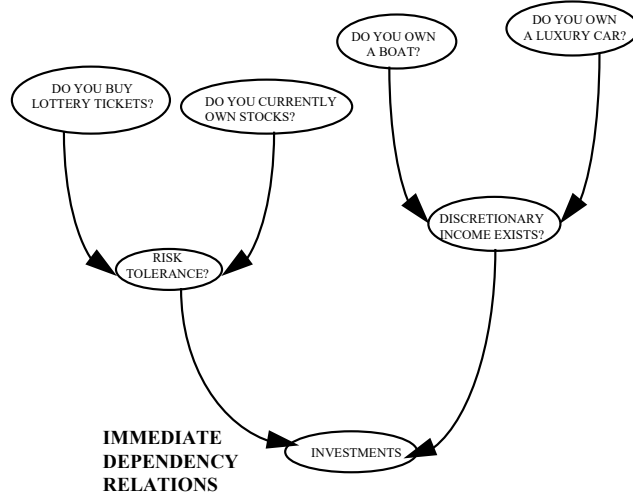 DO YOU OWN
A BOAT?
DO YOU OWN
A LUXURY CAR?
DO YOU BUY
LOTTERY TICKETS?
DO YOU CURRENTLY
OWN STOCKS?
DISCRETIONARY
INCOME EXISTS?
RISK
TOLERANCE?
IMMEDIATE
DEPENDENCY
RELATIONS
INVESTMENTS